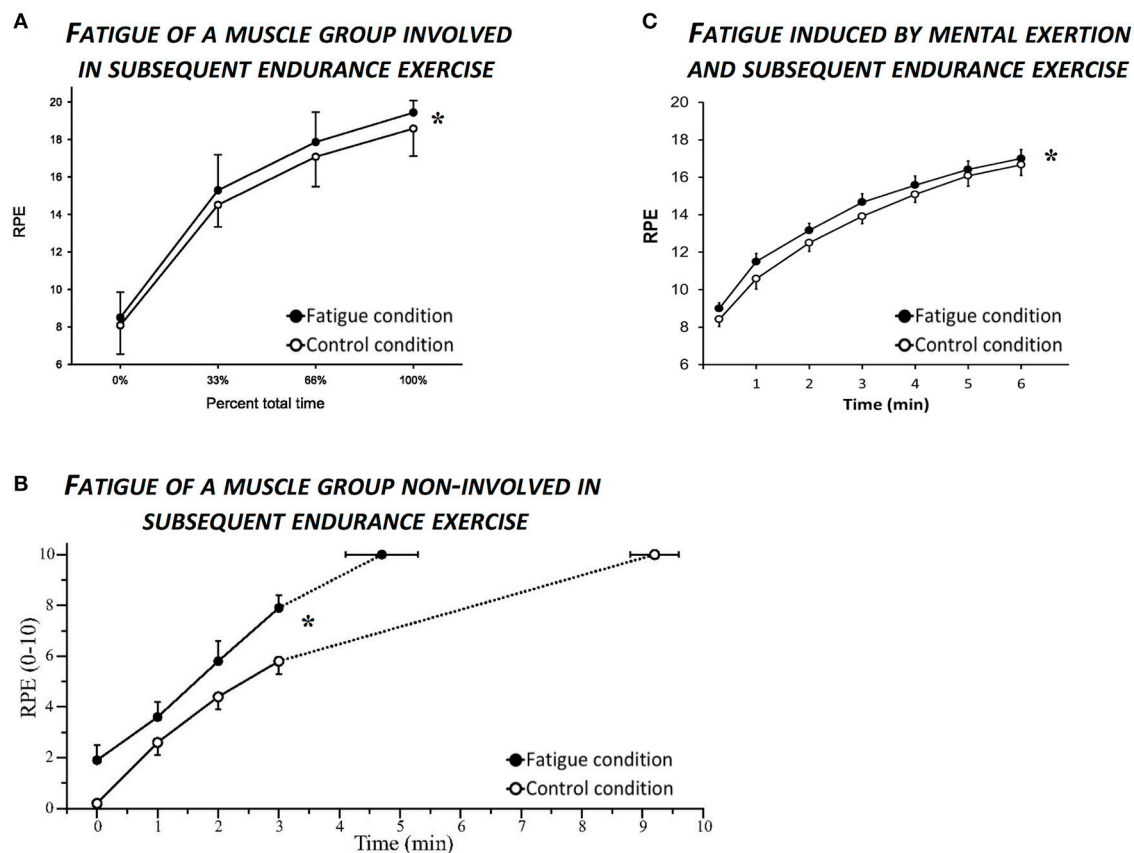 A
FATIGUE OF A MUSCLE GROUP INVOLVED
IN SUBSEQUENT ENDURANCE EXERCISE
20
18
16
14
12
10
8
6
RPE
*
Fatigue condition
Control condition
0% 33% 66% 100%
Percent total time
C
FATIGUE INDUCED BY MENTAL EXERTION
AND SUBSEQUENT ENDURANCE EXERCISE
20
18
16
14
12
10
8
6
RPE
*
Fatigue condition
Control condition
1 2 3 4 5 6
Time (min)
B
FATIGUE OF A MUSCLE GROUP NON-INVOLVED IN
SUBSEQUENT ENDURANCE EXERCISE
10
8
6
4
2
0
RPE (0-10)
*
Fatigue condition
Control condition
0 1 2 3 4 5 6 7 8 9 10
Time (min)